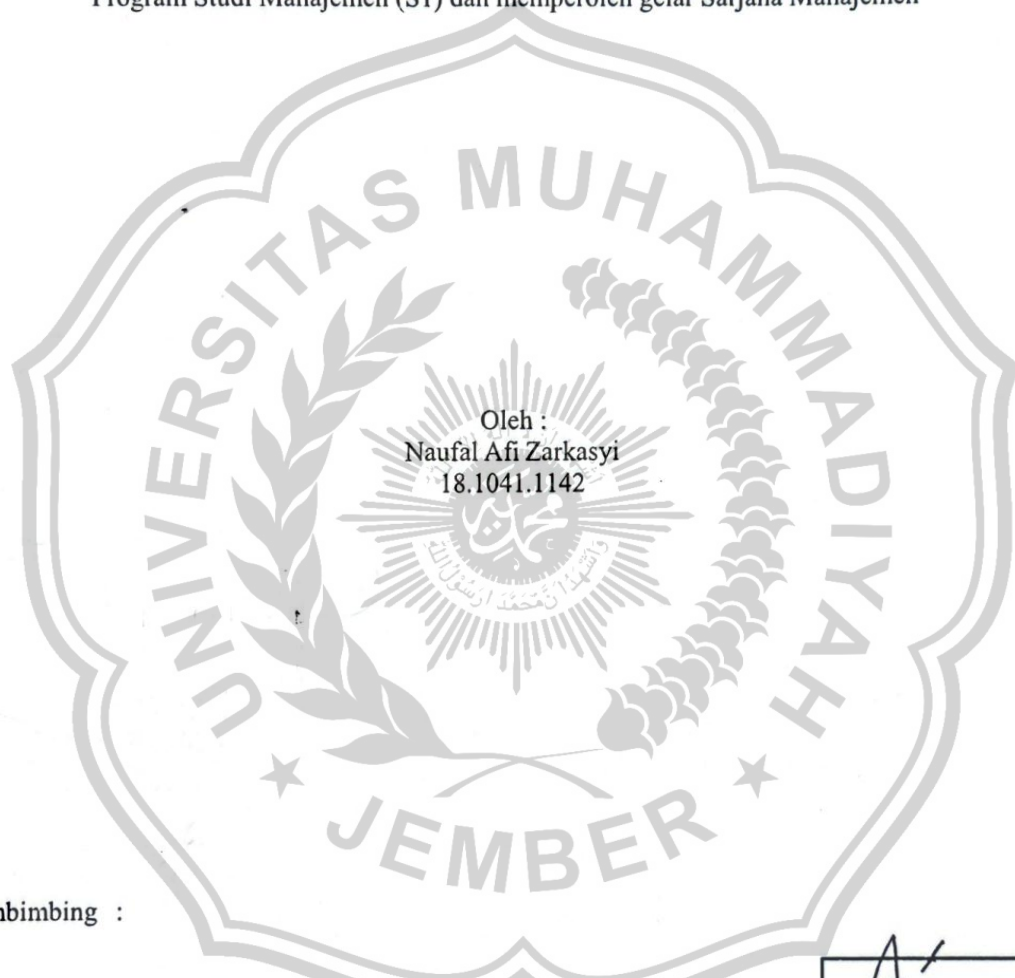 Program Studi Manajemen (S1) dan memperoleh gelar Sarjana Manajemen
UNIVERSITAS MUHAMMADIYAH
JEMBER
Oleh :
Naufal Afi Zarkasyi
18.1041.1142
nbimbing :